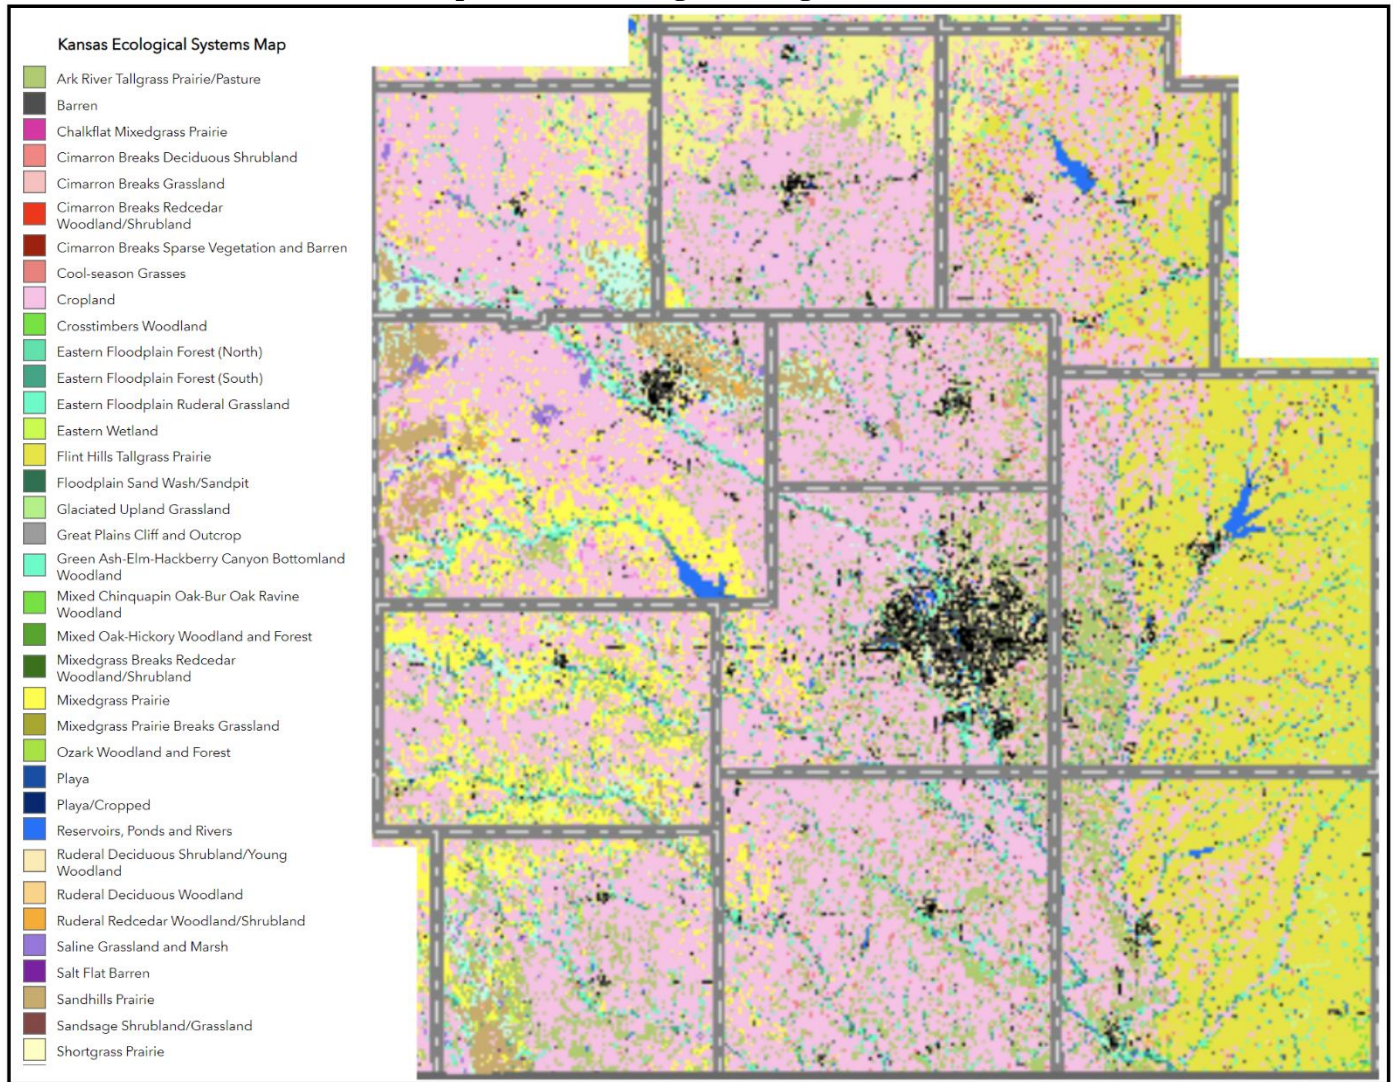 Kansas Ecological Systems Map
Ark River Tallgrass Prairie/Pasture
Barren
Chalkflat Mixedgrass Prairie
Cimarron Breaks Deciduous Shrubland
Cimarron Breaks Grassland
Cimarron Breaks Redcedar
Woodland/Shrubland
Cimarron Breaks Sparse Vegetation and Barren
Cool-season Grasses
Cropland
Crosstimbers Woodland
Eastern Floodplain Forest (North)
Eastern Floodplain Forest (South)
Eastern Floodplain Ruderal Grassland
Eastern Wetland
Flint Hills Tallgrass Prairie
Floodplain Sand Wash/Sandpit
Glaciated Upland Grassland
Great Plains Cliff and Outcrop
Green Ash-Elm-Hackberry Canyon Bottomland
Woodland
Mixed Chinquapin Oak-Bur Oak Ravine
Woodland
Mixed Oak-Hickory Woodland and Forest
Mixedgrass Breaks Redcedar
Woodland/Shrubland
Mixedgrass Prairie
Mixedgrass Prairie Breaks Grassland
Ozark Woodland and Forest
Playa
Playa/Cropped
Reservoirs, Ponds and Rivers
Ruderal Deciduous Shrubland/Young
Woodland
Ruderal Deciduous Woodland
Ruderal Redcedar Woodland/Shrubland
Saline Grassland and Marsh
Salt Flat Barren
Sandhills Prairie
Sandsage Shrubland/Grassland
Shortgrass Prairie